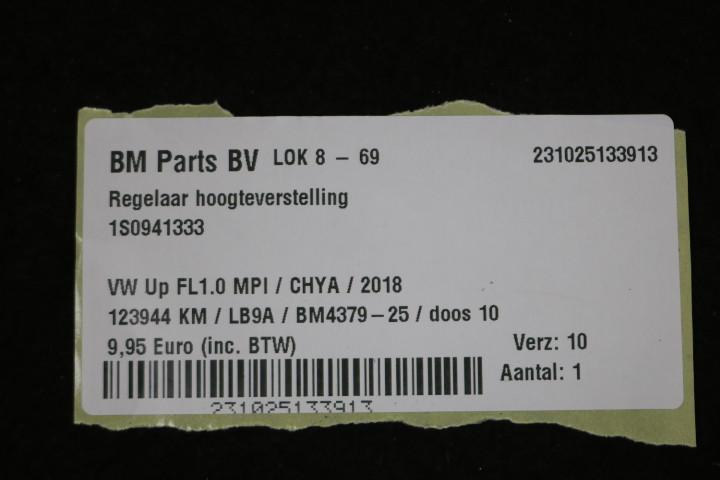 BM Parts BV LOK 8 - 69 231025133913
Regelaar hoogteverstelling
1S0941333
VW Up FL1.0 MPI / CHYA / 2018
123944 KM / LB9A / BM4379-25 / doos 10
9,95 Euro (inc. BTW) Verz: 10
Aantal: 1
231025133913